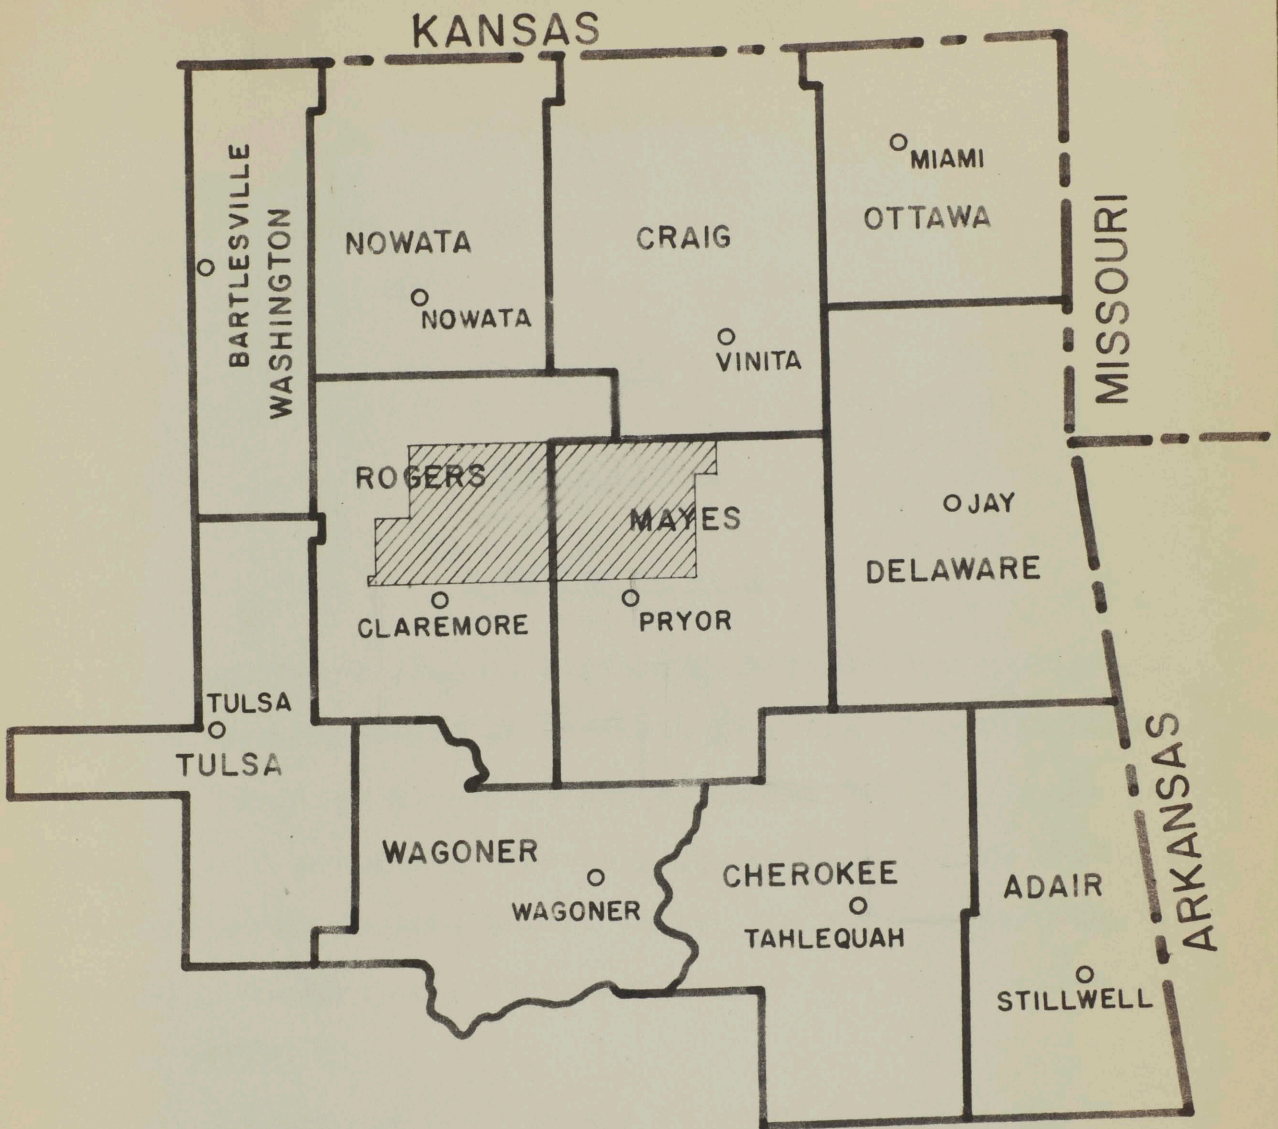 KANSAS
MIAMI
OTTAWA
BARTLESVILLE
WASHINGTON
NOWATA
NOWATA
CRAIG
VINITA
MISSOURI
ROGERS
MAYES
JAY
DELAWARE
CLAREMORE
PRYOR
TULSA
TULSA
ARKANSAS
WAGONER
WAGONER
CHEROKEE
TAHLEQUAH
ADAIR
STILLWELL